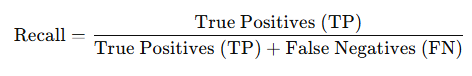 Recall = True Positives (TP) / True Positives (TP) + False Negatives (FN)